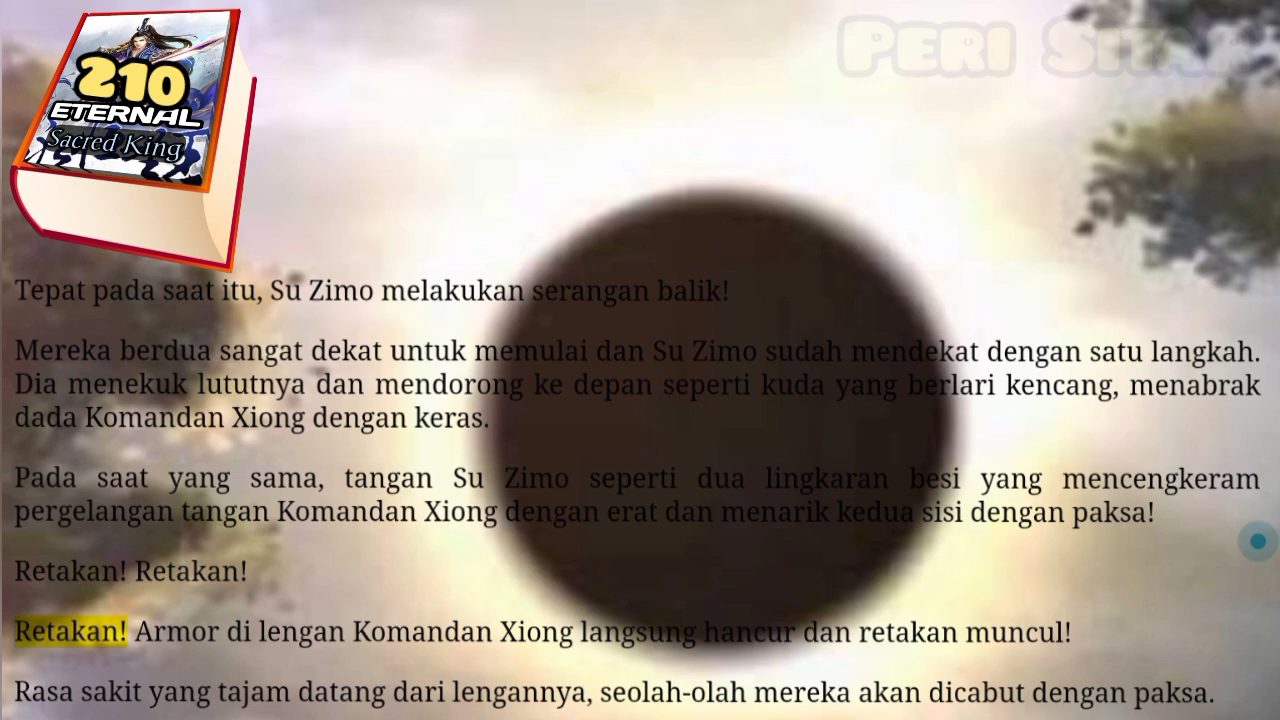 PERI
210
ETERNAL
Sacred King
Tepat pada saat itu, Su Zimo melakukan serangan balik!
Mereka berdua sangat dekat untuk memulai dan Su Zimo sudah mendekat dengan satu langkah.
Dia menekuk lututnya dan mendorong ke depan seperti kuda yang berlari kencang, menabrak
dada Komandan Xiong dengan keras.
Pada saat yang sama, tangan Su Zimo seperti dua lingkaran besi yang mencengkeram
pergelangan tangan Komandan Xiong dengan erat dan menarik kedua sisi dengan paksa!
Retakan! Retakan!
Retakan! Armor di lengan Komandan Xiong langsung hancur dan retakan muncul!
Rasa sakit yang tajam datang dari lengannya, seolah-olah mereka akan dicabut dengan paksa.